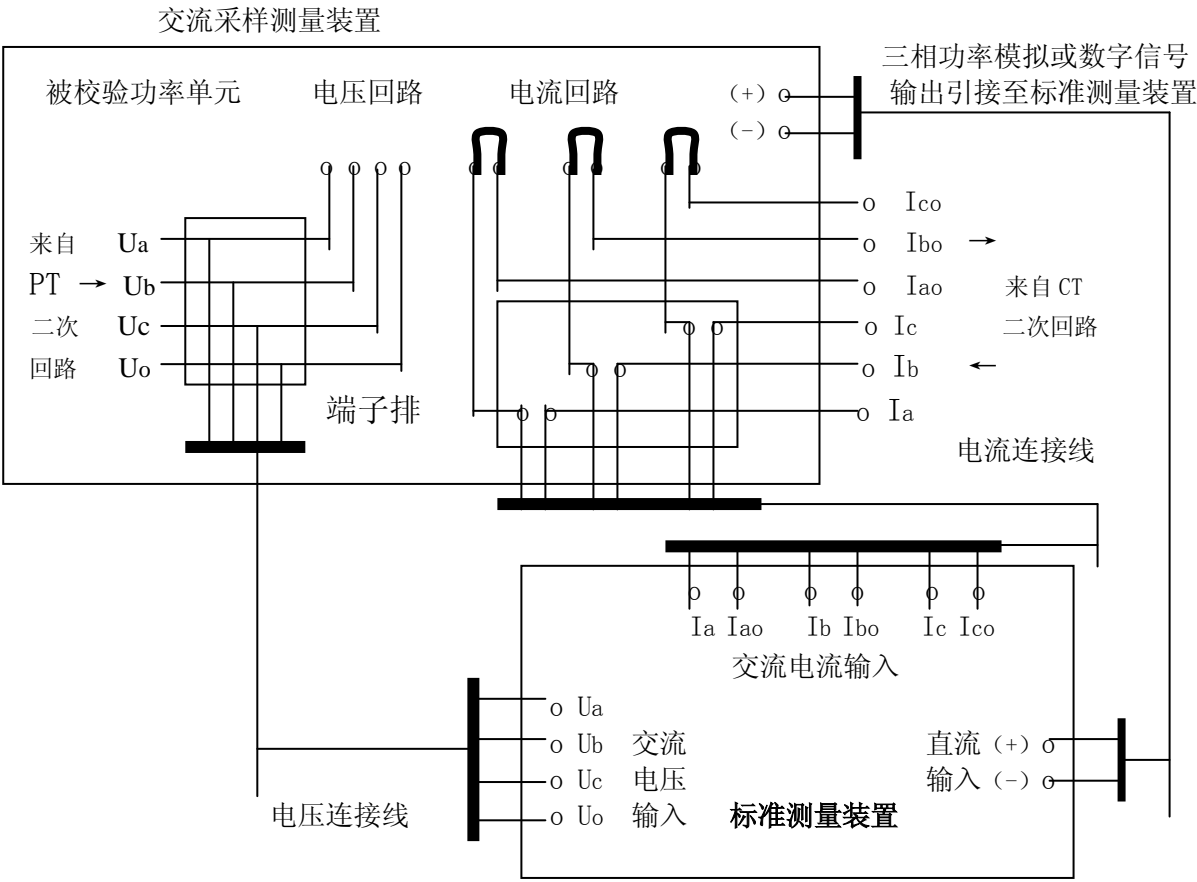 交流采样测量装置
三相功率模拟或数字信号
输出引接至标准测量装置
被校验功率单元 电压回路 电流回路 (+) o
(-) o
o o o o
o o o o o o
o Ico
来自 Ua o Ibo →
PT → Ub o Iao 来自 CT
二次 Uc o o o Ic 二次回路
回路 Uo o o o Ib ←
端子排 o o o Ia
电流连接线
o o o o o o
Ia Iao Ib Ibo Ic Ico
交流电流输入
o Ua
o Ub 交流 直流 (+) o
o Uc 电压 输入 (-) o
o Uo 输入 标准测量装置
电压连接线